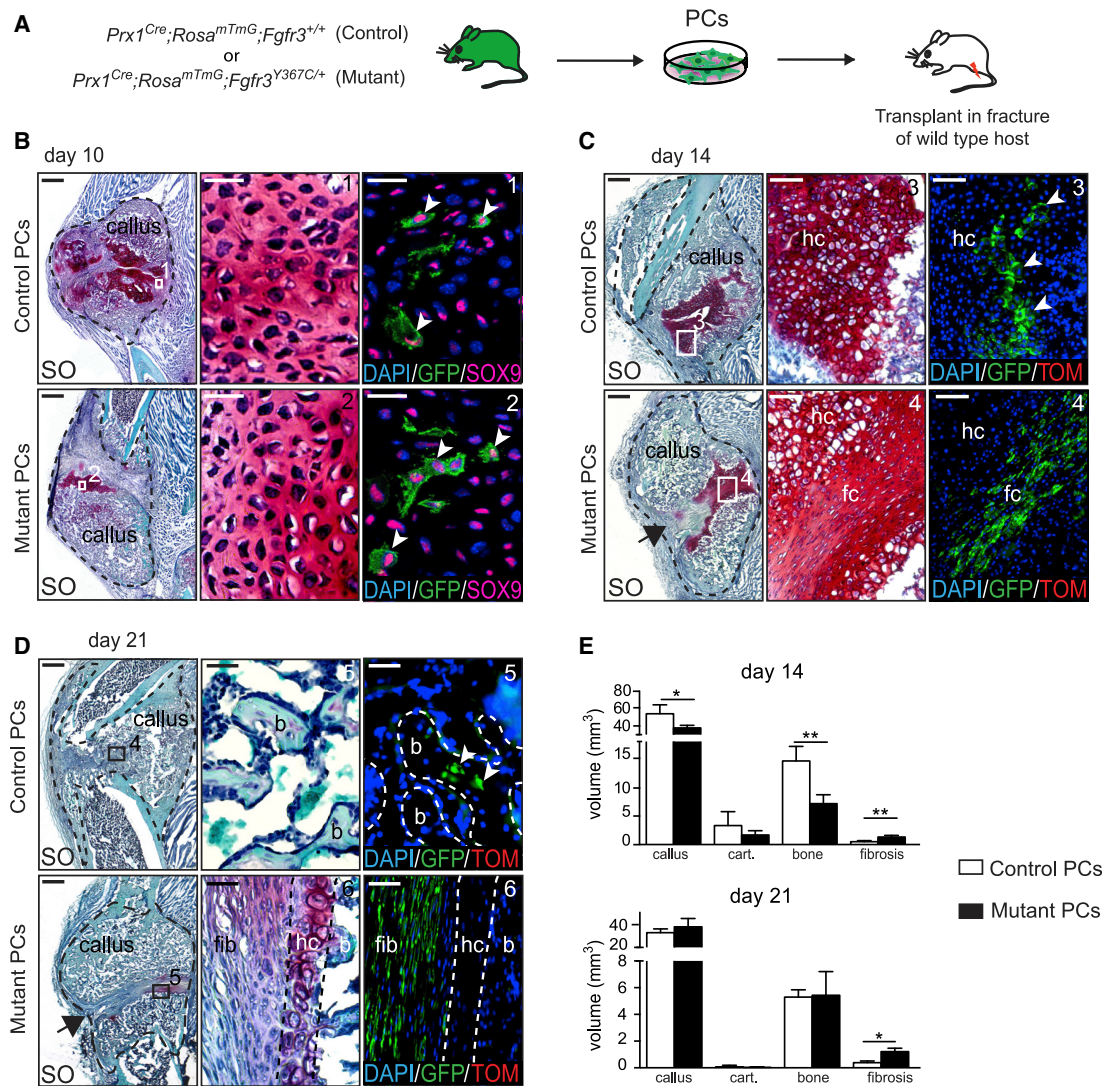 A
Prx1Cre;RosamTmG;Fgfr3+/+ (Control)
or
Prx1Cre;RosamTmG;Fgfr3Y367C/+ (Mutant)
PCs
Transplant in fracture
of wild type host
B
day 10
Control PCs
callus
1
SO
1
1
DAPI/GFP/SOX9
Mutant PCs
2
callus
SO
2
2
DAPI/GFP/SOX9
C
day 14
Control PCs
callus
3
SO
3
hc
3
hc
DAPI/GFP/TOM
Mutant PCs
callus
4
SO
4
hc
fc
4
hc
fc
DAPI/GFP/TOM
D
day 21
Control PCs
callus
4
SO
5
b
b
5
b
b
b
DAPI/GFP/TOM
Mutant PCs
callus
5
SO
6
fib
hc
b
6
fib
hc
b
DAPI/GFP/TOM
E
day 14
volume (mm3)
80
60
40
20
15
10
5
0
*
**
**
callus
cart.
bone
fibrosis
Control PCs
Mutant PCs
day 21
volume (mm3)
40
20
8
6
4
2
0
*
callus
cart.
bone
fibrosis